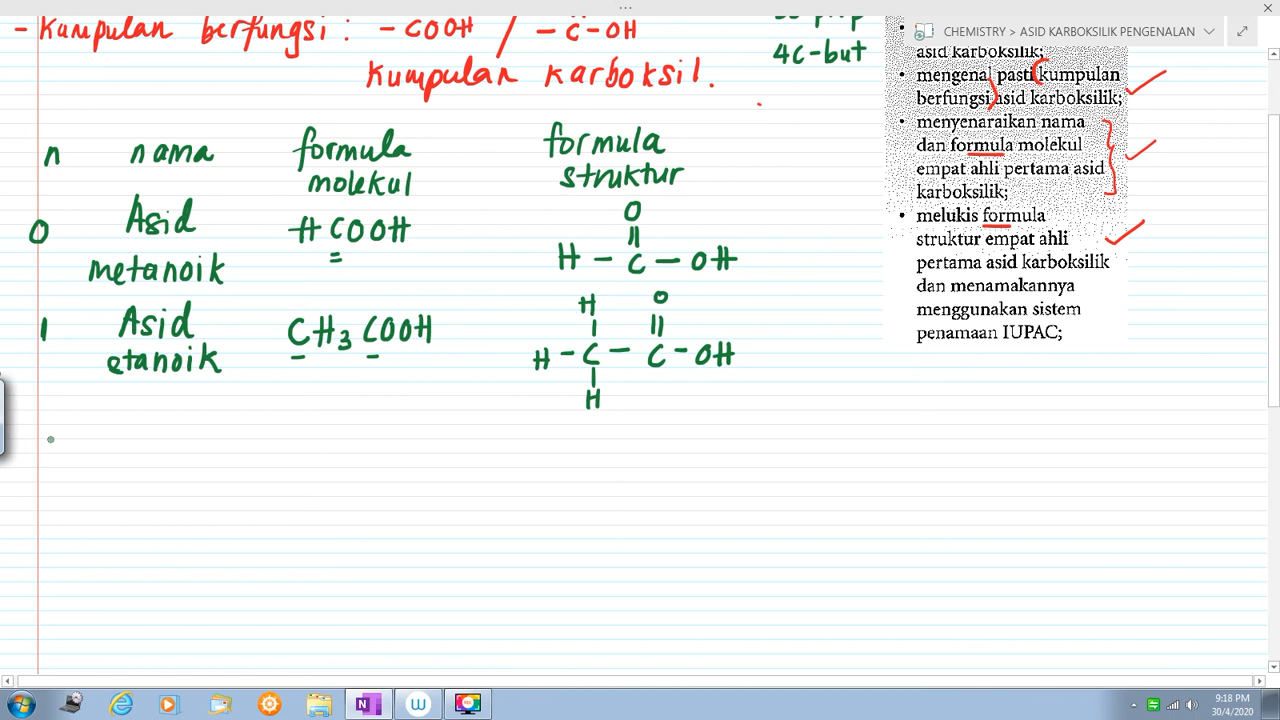 - Kumpulan berfungsi : - COOH / - C - OH
4C-but
Kumpulan karboksil.
n nama formula molekul formula struktur
0 Asid metanoik HCOOH
O
||
H - C - OH
1 Asid etanoik CH3COOH
H O
| ||
H - C - C - OH
|
H
CHEMISTRY > ASID KARBOKSILIK PENGENALAN
asid karboksilik;
• mengenal pasti kumpulan
berfungsi asid karboksilik;
• menyenaraikan nama
dan formula molekul
empat ahli pertama asid
karboksilik;
• melukis formula
struktur empat ahli
pertama asid karboksilik
dan menamakannya
menggunakan sistem
penamaan IUPAC;
9:18 PM
30/4/2020